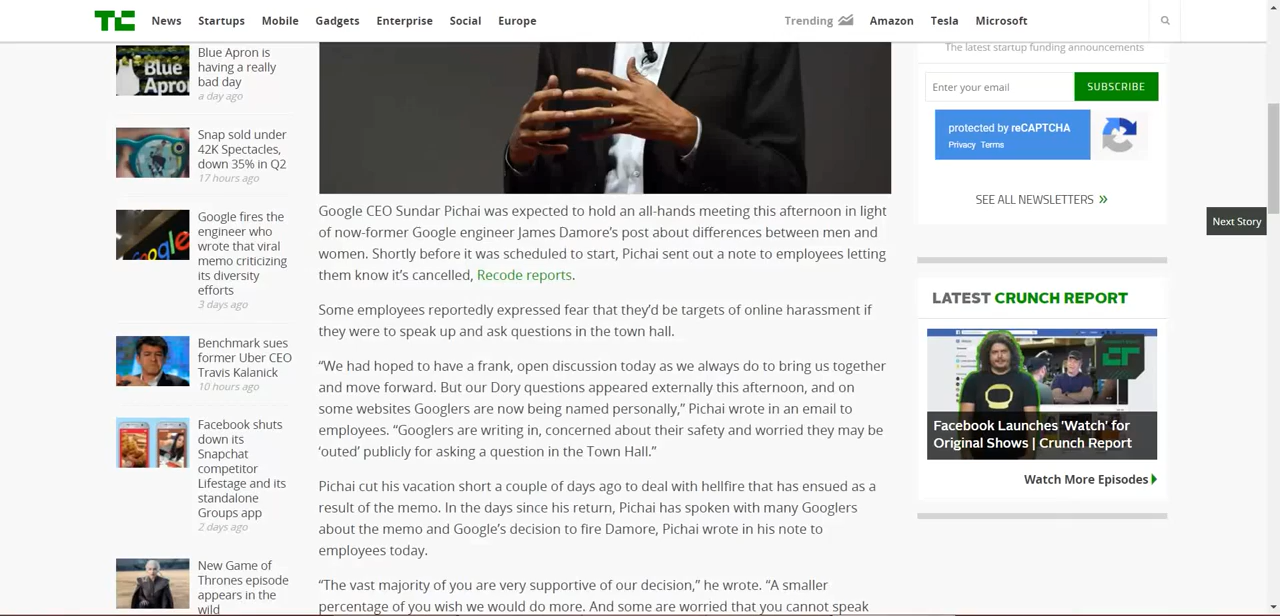 TC News Startups Mobile Gadgets Enterprise Social Europe Trending Amazon Tesla Microsoft
Blue Apron is
having a really
bad day
a day ago
Snap sold under
42K Spectacles,
down 35% in Q2
17 hours ago
Google fires the
engineer who
wrote that viral
memo criticizing
its diversity
efforts
3 days ago
Benchmark sues
former Uber CEO
Travis Kalanick
10 hours ago
Facebook shuts
down its
Snapchat
competitor
Lifestage and its
standalone
Groups app
2 days ago
New Game of
Thrones episode
appears in the
wild
Blue
Apron
Google CEO Sundar Pichai was expected to hold an all-hands meeting this afternoon in light
of now-former Google engineer James Damore's post about differences between men and
women. Shortly before it was scheduled to start, Pichai sent out a note to employees letting
them know it's cancelled, Recode reports.
Some employees reportedly expressed fear that they'd be targets of online harassment if
they were to speak up and ask questions in the town hall.
“We had hoped to have a frank, open discussion today as we always do to bring us together
and move forward. But our Dory questions appeared externally this afternoon, and on
some websites Googlers are now being named personally,” Pichai wrote in an email to
employees. “Googlers are writing in, concerned about their safety and worried they may be
‘outed’ publicly for asking a question in the Town Hall.”
Pichai cut his vacation short a couple of days ago to deal with hellfire that has ensued as a
result of the memo. In the days since his return, Pichai has spoken with many Googlers
about the memo and Google's decision to fire Damore, Pichai wrote in his note to
employees today.
“The vast majority of you are very supportive of our decision,” he wrote. “A smaller
percentage of you wish we would do more. And some are worried that you cannot speak
The latest startup funding announcements
Enter your email SUBSCRIBE
protected by reCAPTCHA
Privacy Terms
SEE ALL NEWSLETTERS »
Next Story
LATEST CRUNCH REPORT
Facebook Launches 'Watch' for
Original Shows | Crunch Report
Watch More Episodes